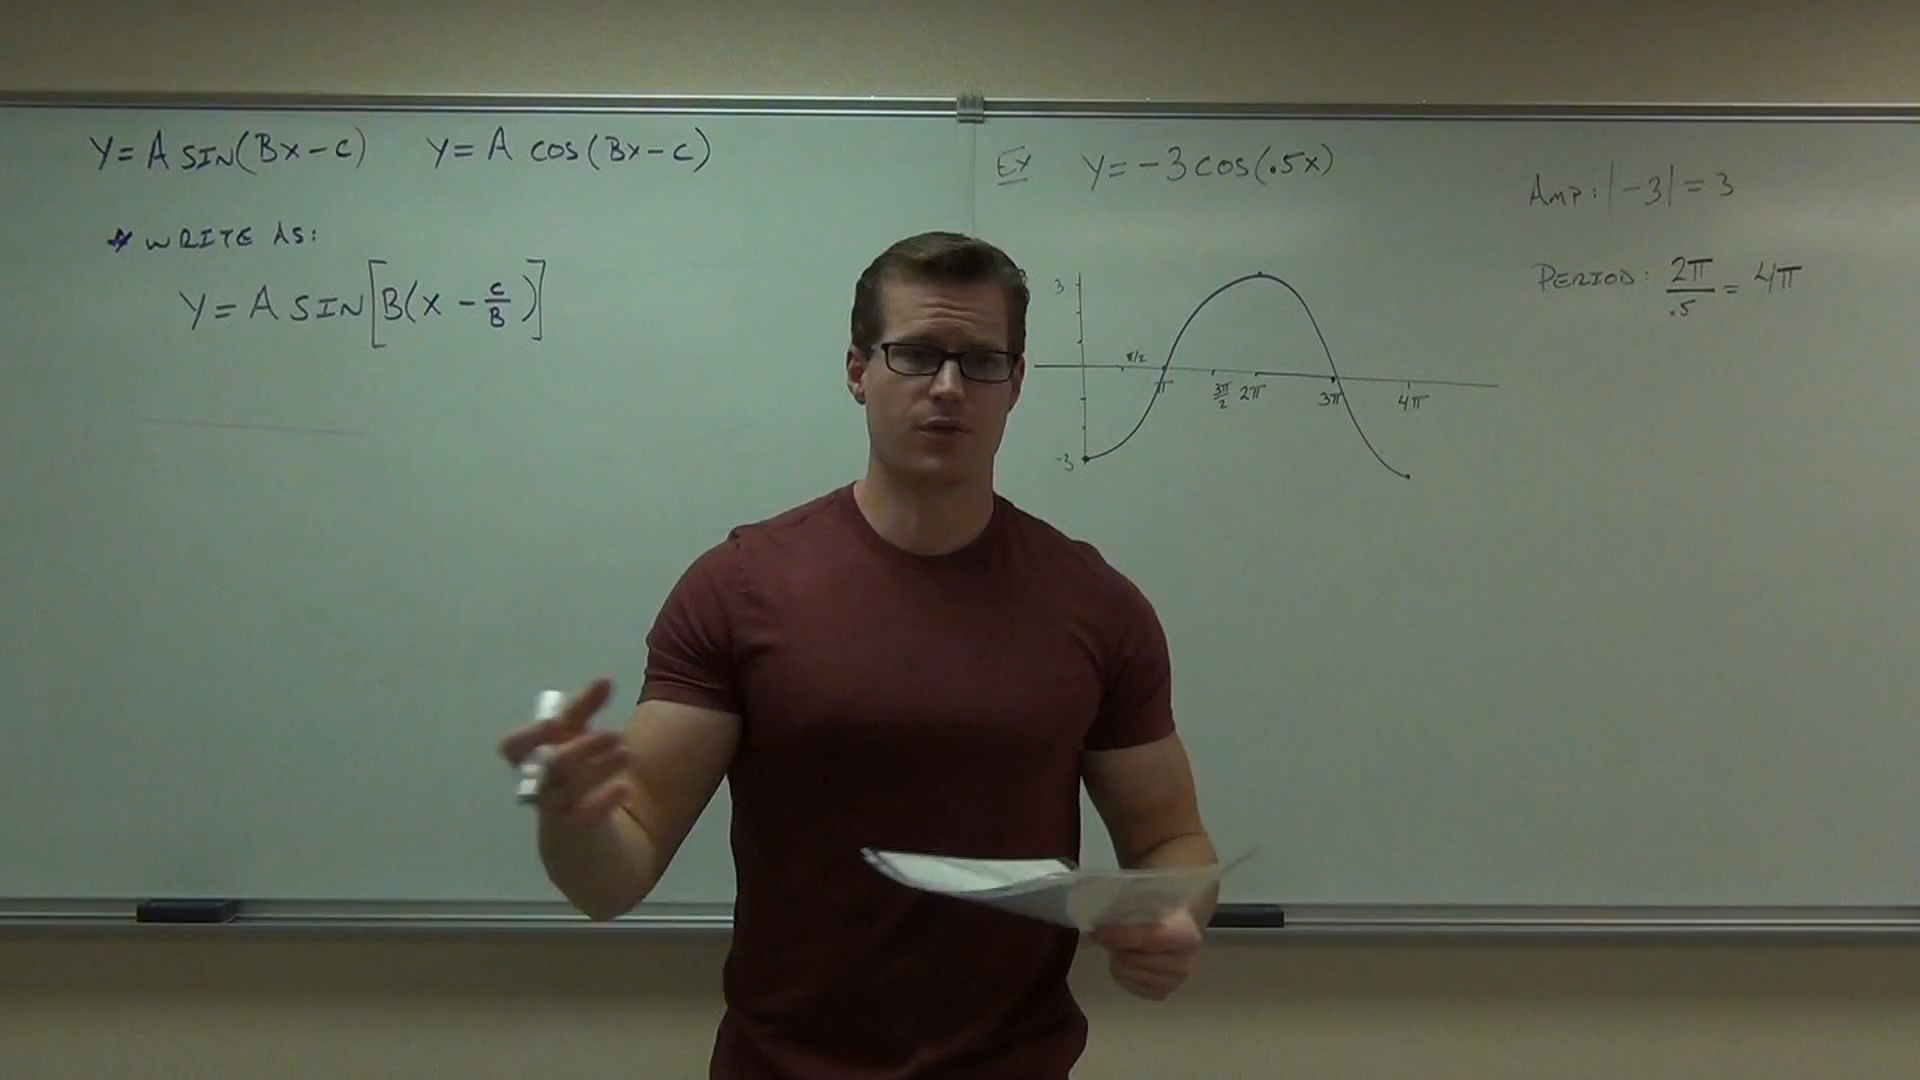 Y = A SIN(Bx - C) Y = A COS(Bx - C)
* WRITE AS:
Y = A SIN[B(x - C/B)]
Ex Y = -3 cos(.5x)
3
π/2
π 3π/2 2π 3π 4π
-3
AMP: |-3| = 3
PERIOD: 2π/.5 = 4π